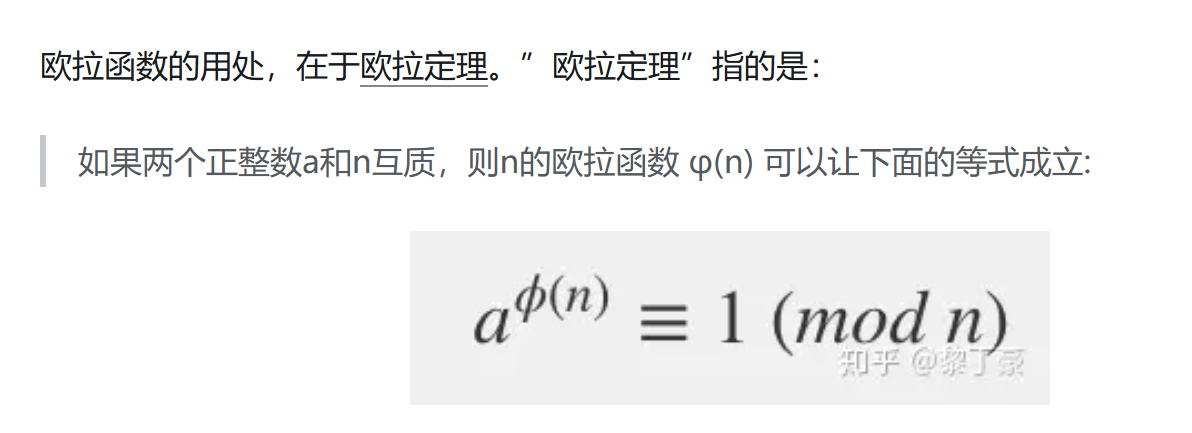 欧拉函数的用处，在于欧拉定理。”欧拉定理”指的是：
如果两个正整数a和n互质，则n的欧拉函数 φ(n) 可以让下面的等式成立:
a^ϕ(n) ≡ 1 (mod n)
知乎 @黎丁豪